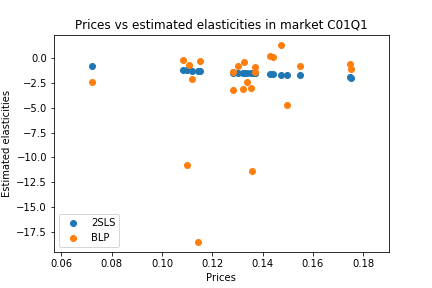 Prices vs estimated elasticities in market C01Q1
Estimated elasticities
0.0
−2.5
−5.0
−7.5
−10.0
−12.5
−15.0
−17.5
2SLS
BLP
0.06 0.08 0.10 0.12 0.14 0.16 0.18
Prices